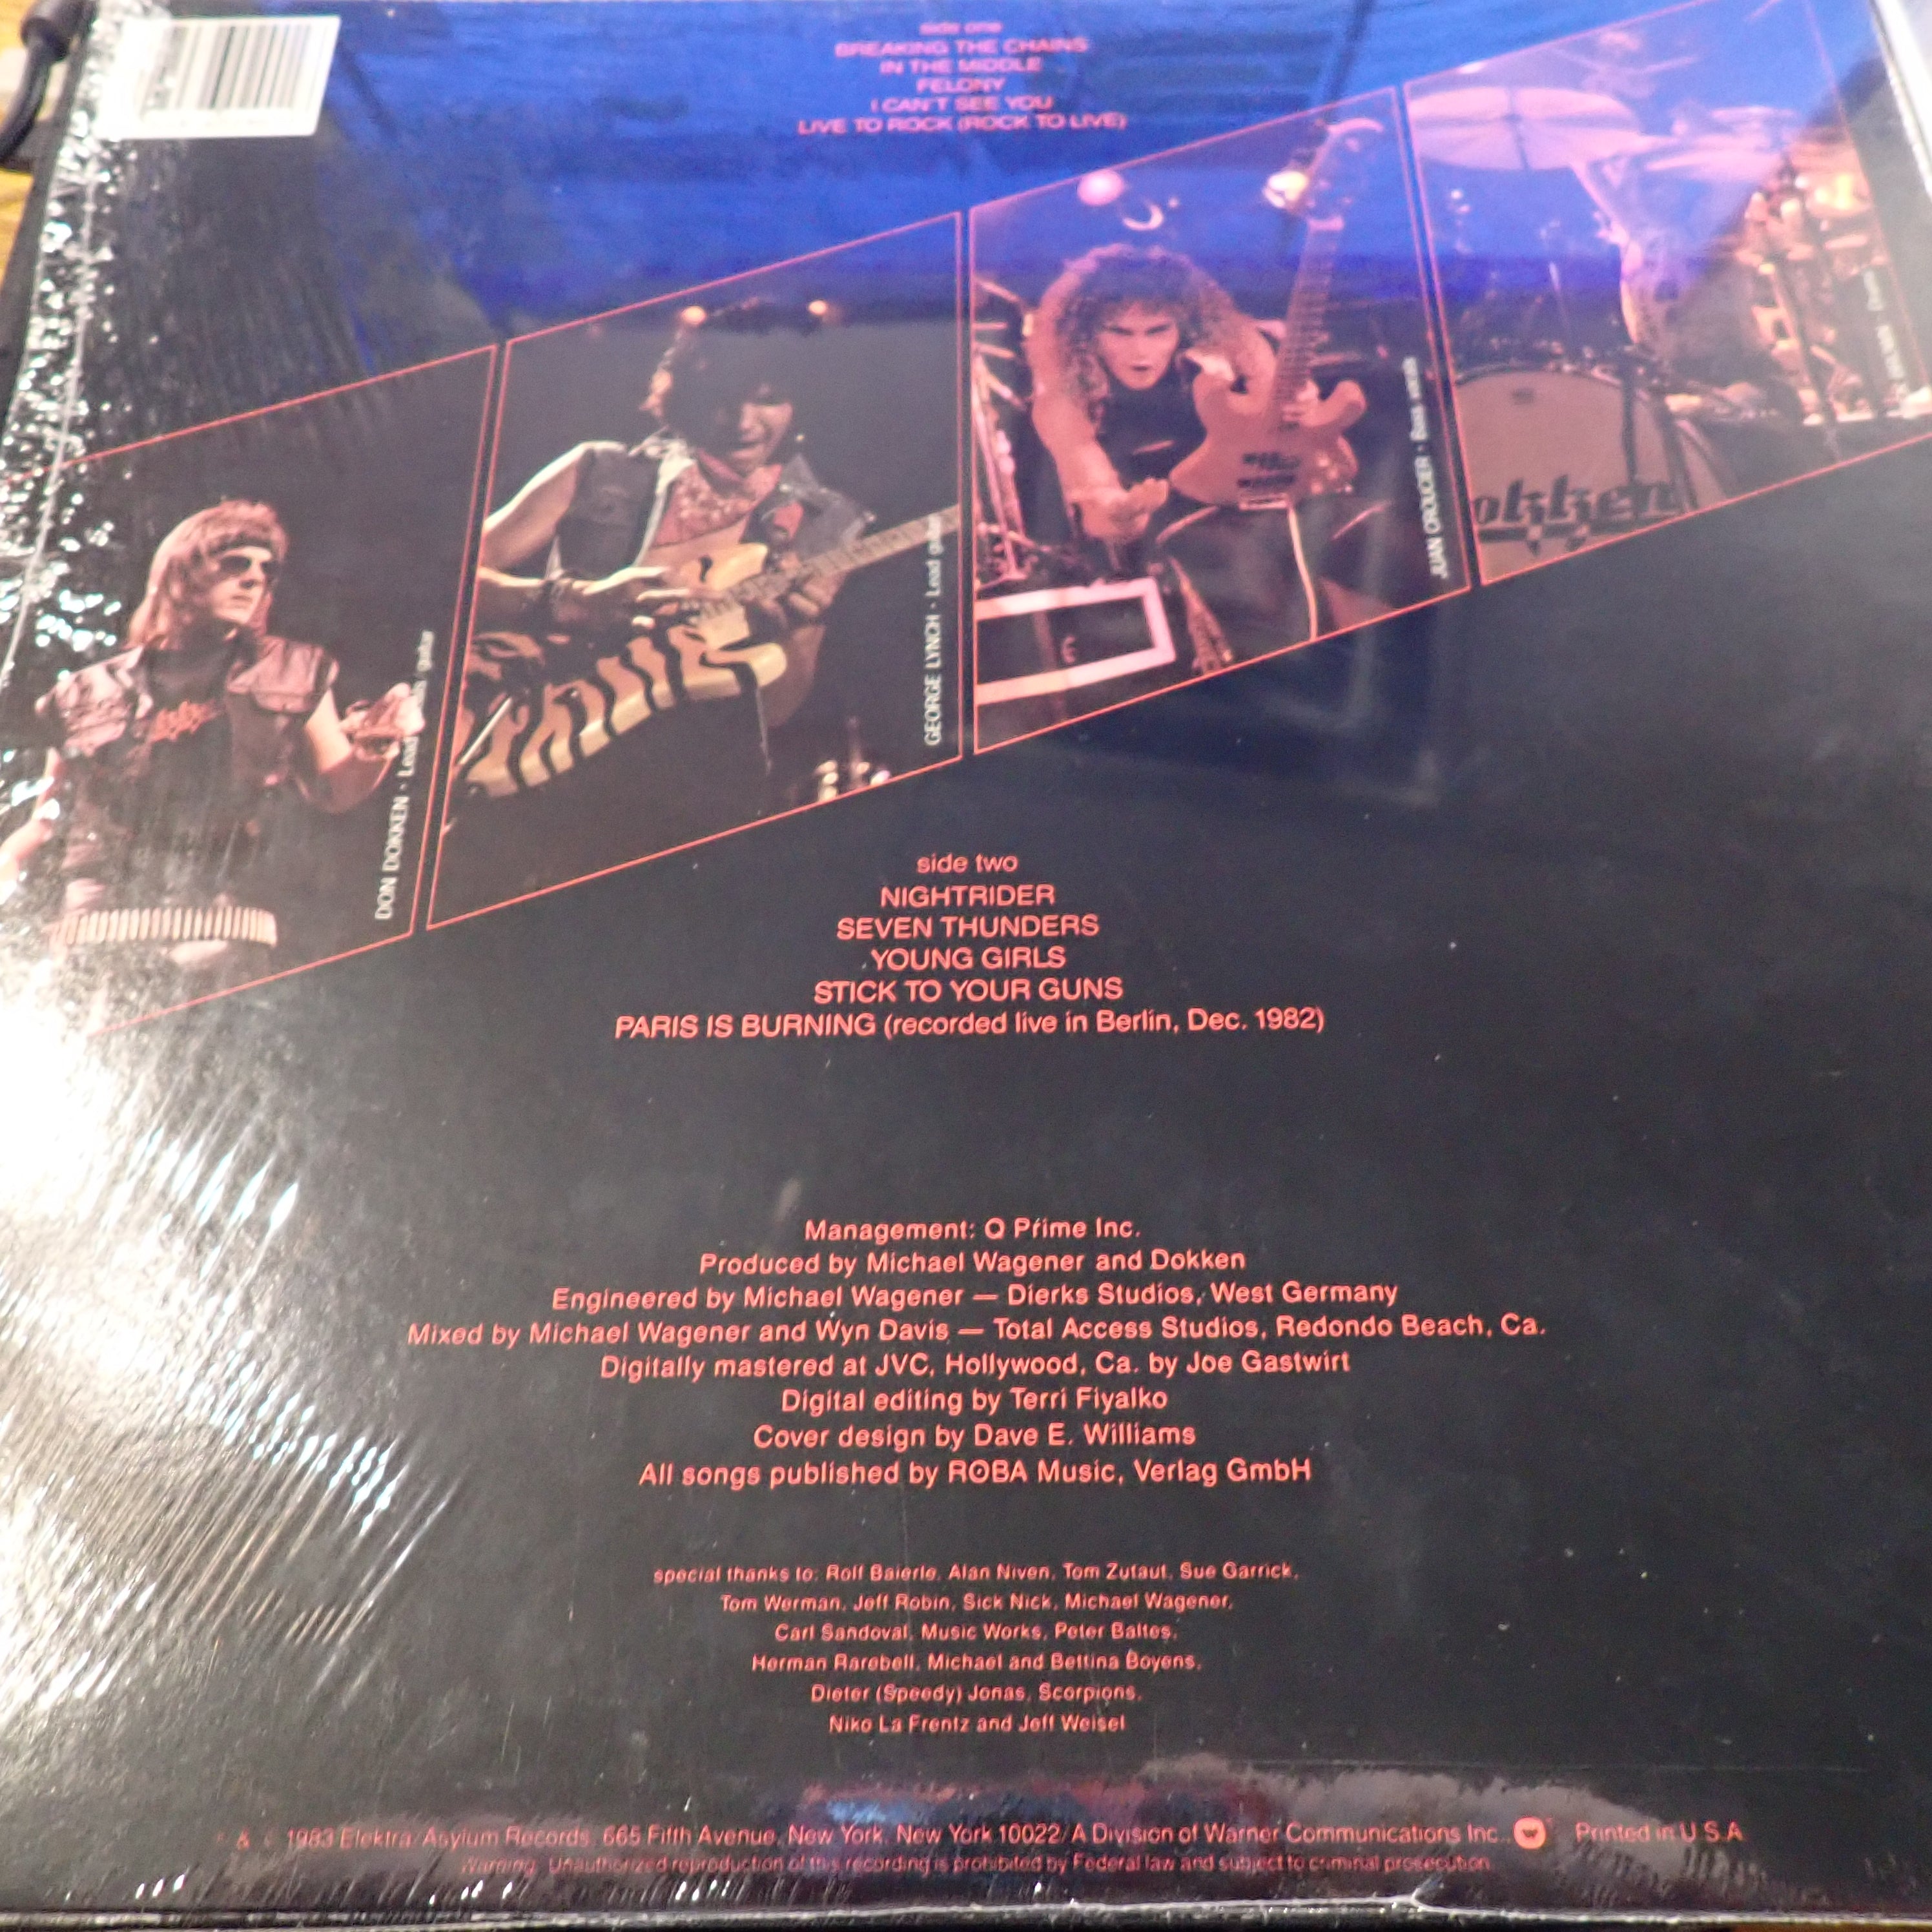 side one
BREAKING THE CHAINS
IN THE MIDDLE
FELONY
I CAN'T SEE YOU
LIVE TO ROCK (ROCK TO LIVE)
DON DOKKEN · Lead guitar
GEORGE LYNCH · Lead guitar
JUAN CROUCIER · Bass vocals
okken
side two
NIGHTRIDER
SEVEN THUNDERS
YOUNG GIRLS
STICK TO YOUR GUNS
PARIS IS BURNING (recorded live in Berlin, Dec. 1982)
Management: Q Prime Inc.
Produced by Michael Wagener and Dokken
Engineered by Michael Wagener — Dierks Studios, West Germany
Mixed by Michael Wagener and Wyn Davis — Total Access Studios, Redondo Beach, Ca.
Digitally mastered at JVC, Hollywood, Ca. by Joe Gastwirt
Digital editing by Terri Fiyalko
Cover design by Dave E. Williams
All songs published by ROBA Music, Verlag GmbH
special thanks to: Rolf Baierle, Alan Niven, Tom Zutaut, Sue Garrick,
Tom Werman, Jeff Robin, Sick Nick, Michael Wagener,
Carl Sandoval, Music Works, Peter Baltes,
Herman Rarebell, Michael and Bettina Boyens,
Dieter (Speedy) Jonas, Scorpions,
Niko La Frentz and Jeff Weisel
& 1983 Elektra/Asylum Records, 665 Fifth Avenue, New York, New York 10022/A Division of Warner Communications Inc., Printed in U.S.A.
Warning: Unauthorized reproduction of this recording is prohibited by Federal law and subject to criminal prosecution.